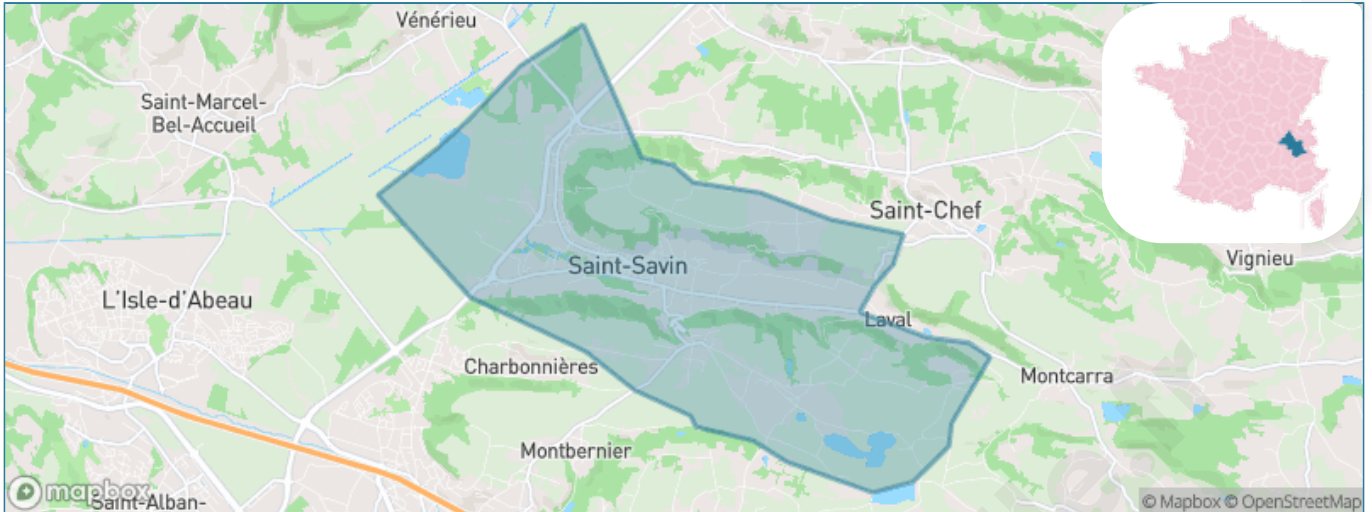 Vénérieu
Saint-Marcel-
Bel-Accueil
Saint-Chef
Vignieu
Saint-Savin
L'Isle-d'Abeau
Laval
Charbonnières
Montcarra
Montbernier
mapbox
Saint-Alban-
© Mapbox © OpenStreetMap